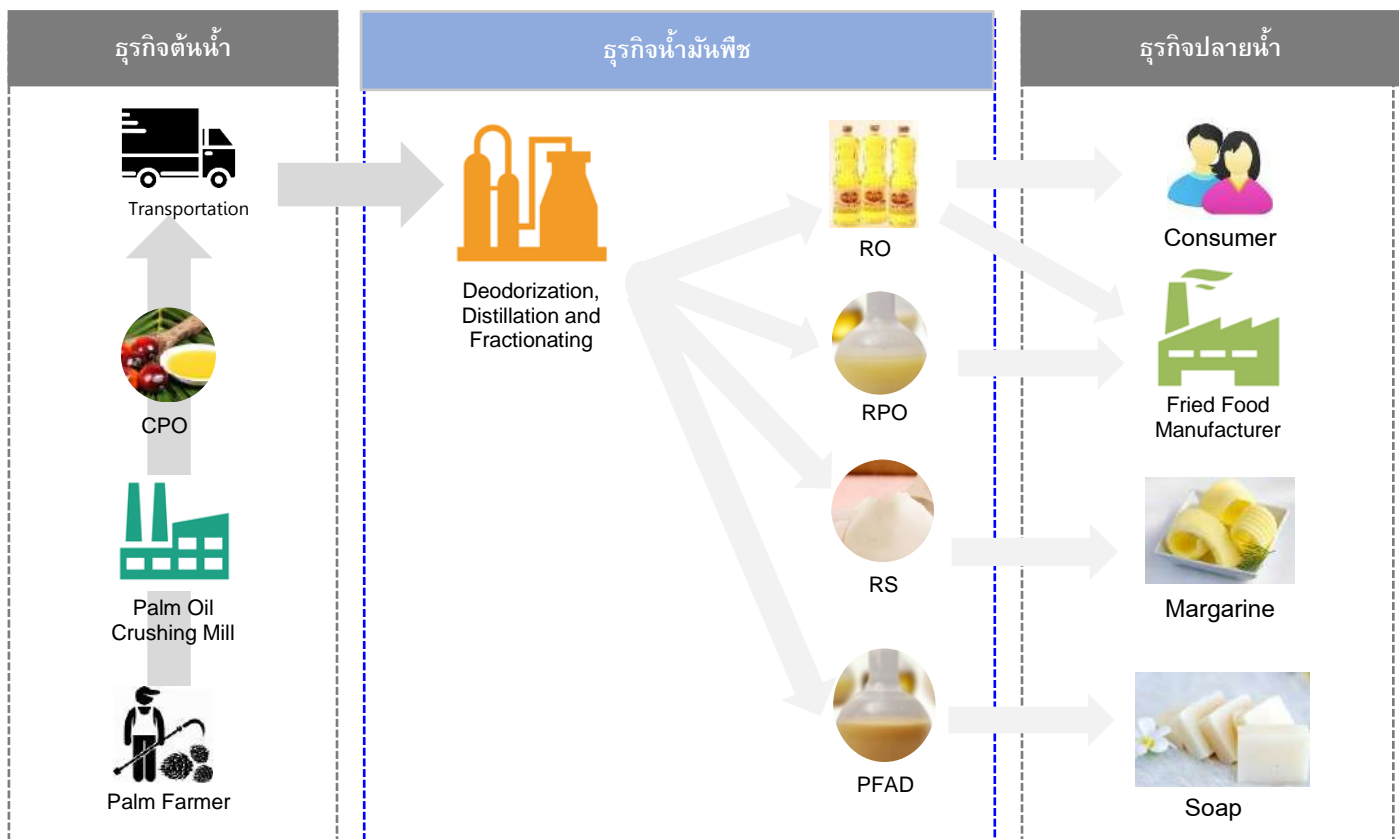 ธุรกิจต้นน้ำ
ธุรกิจน้ำมันพืช
ธุรกิจปลายน้ำ
Transportation
CPO
Palm Oil
Crushing Mill
Palm Farmer
Deodorization,
Distillation and
Fractionating
RO
RPO
RS
PFAD
Consumer
Fried Food
Manufacturer
Margarine
Soap